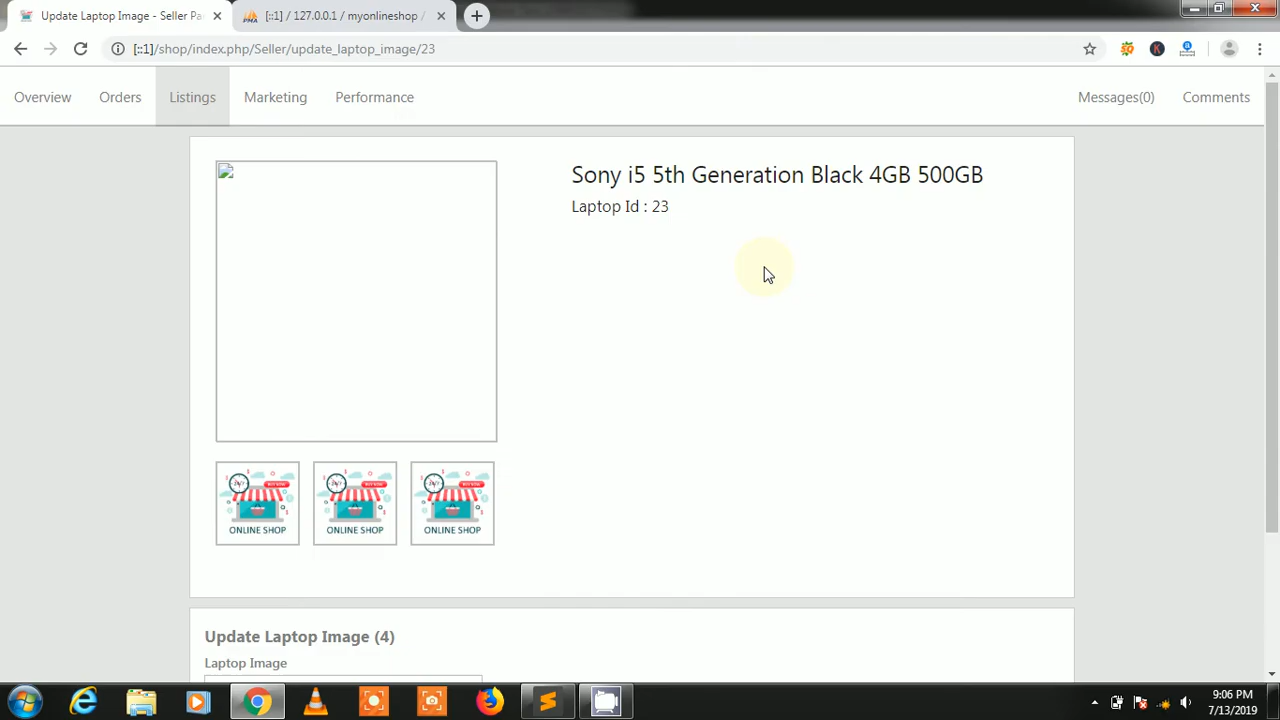 Update Laptop Image - Seller Pa
[::1] / 127.0.0.1 / myonlineshop /
[::1]/shop/index.php/Seller/update_laptop_image/23
Overview
Orders
Listings
Marketing
Performance
Messages(0)
Comments
Sony i5 5th Generation Black 4GB 500GB
Laptop Id : 23
ONLINE SHOP
ONLINE SHOP
ONLINE SHOP
Update Laptop Image (4)
Laptop Image
9:06 PM
7/13/2019